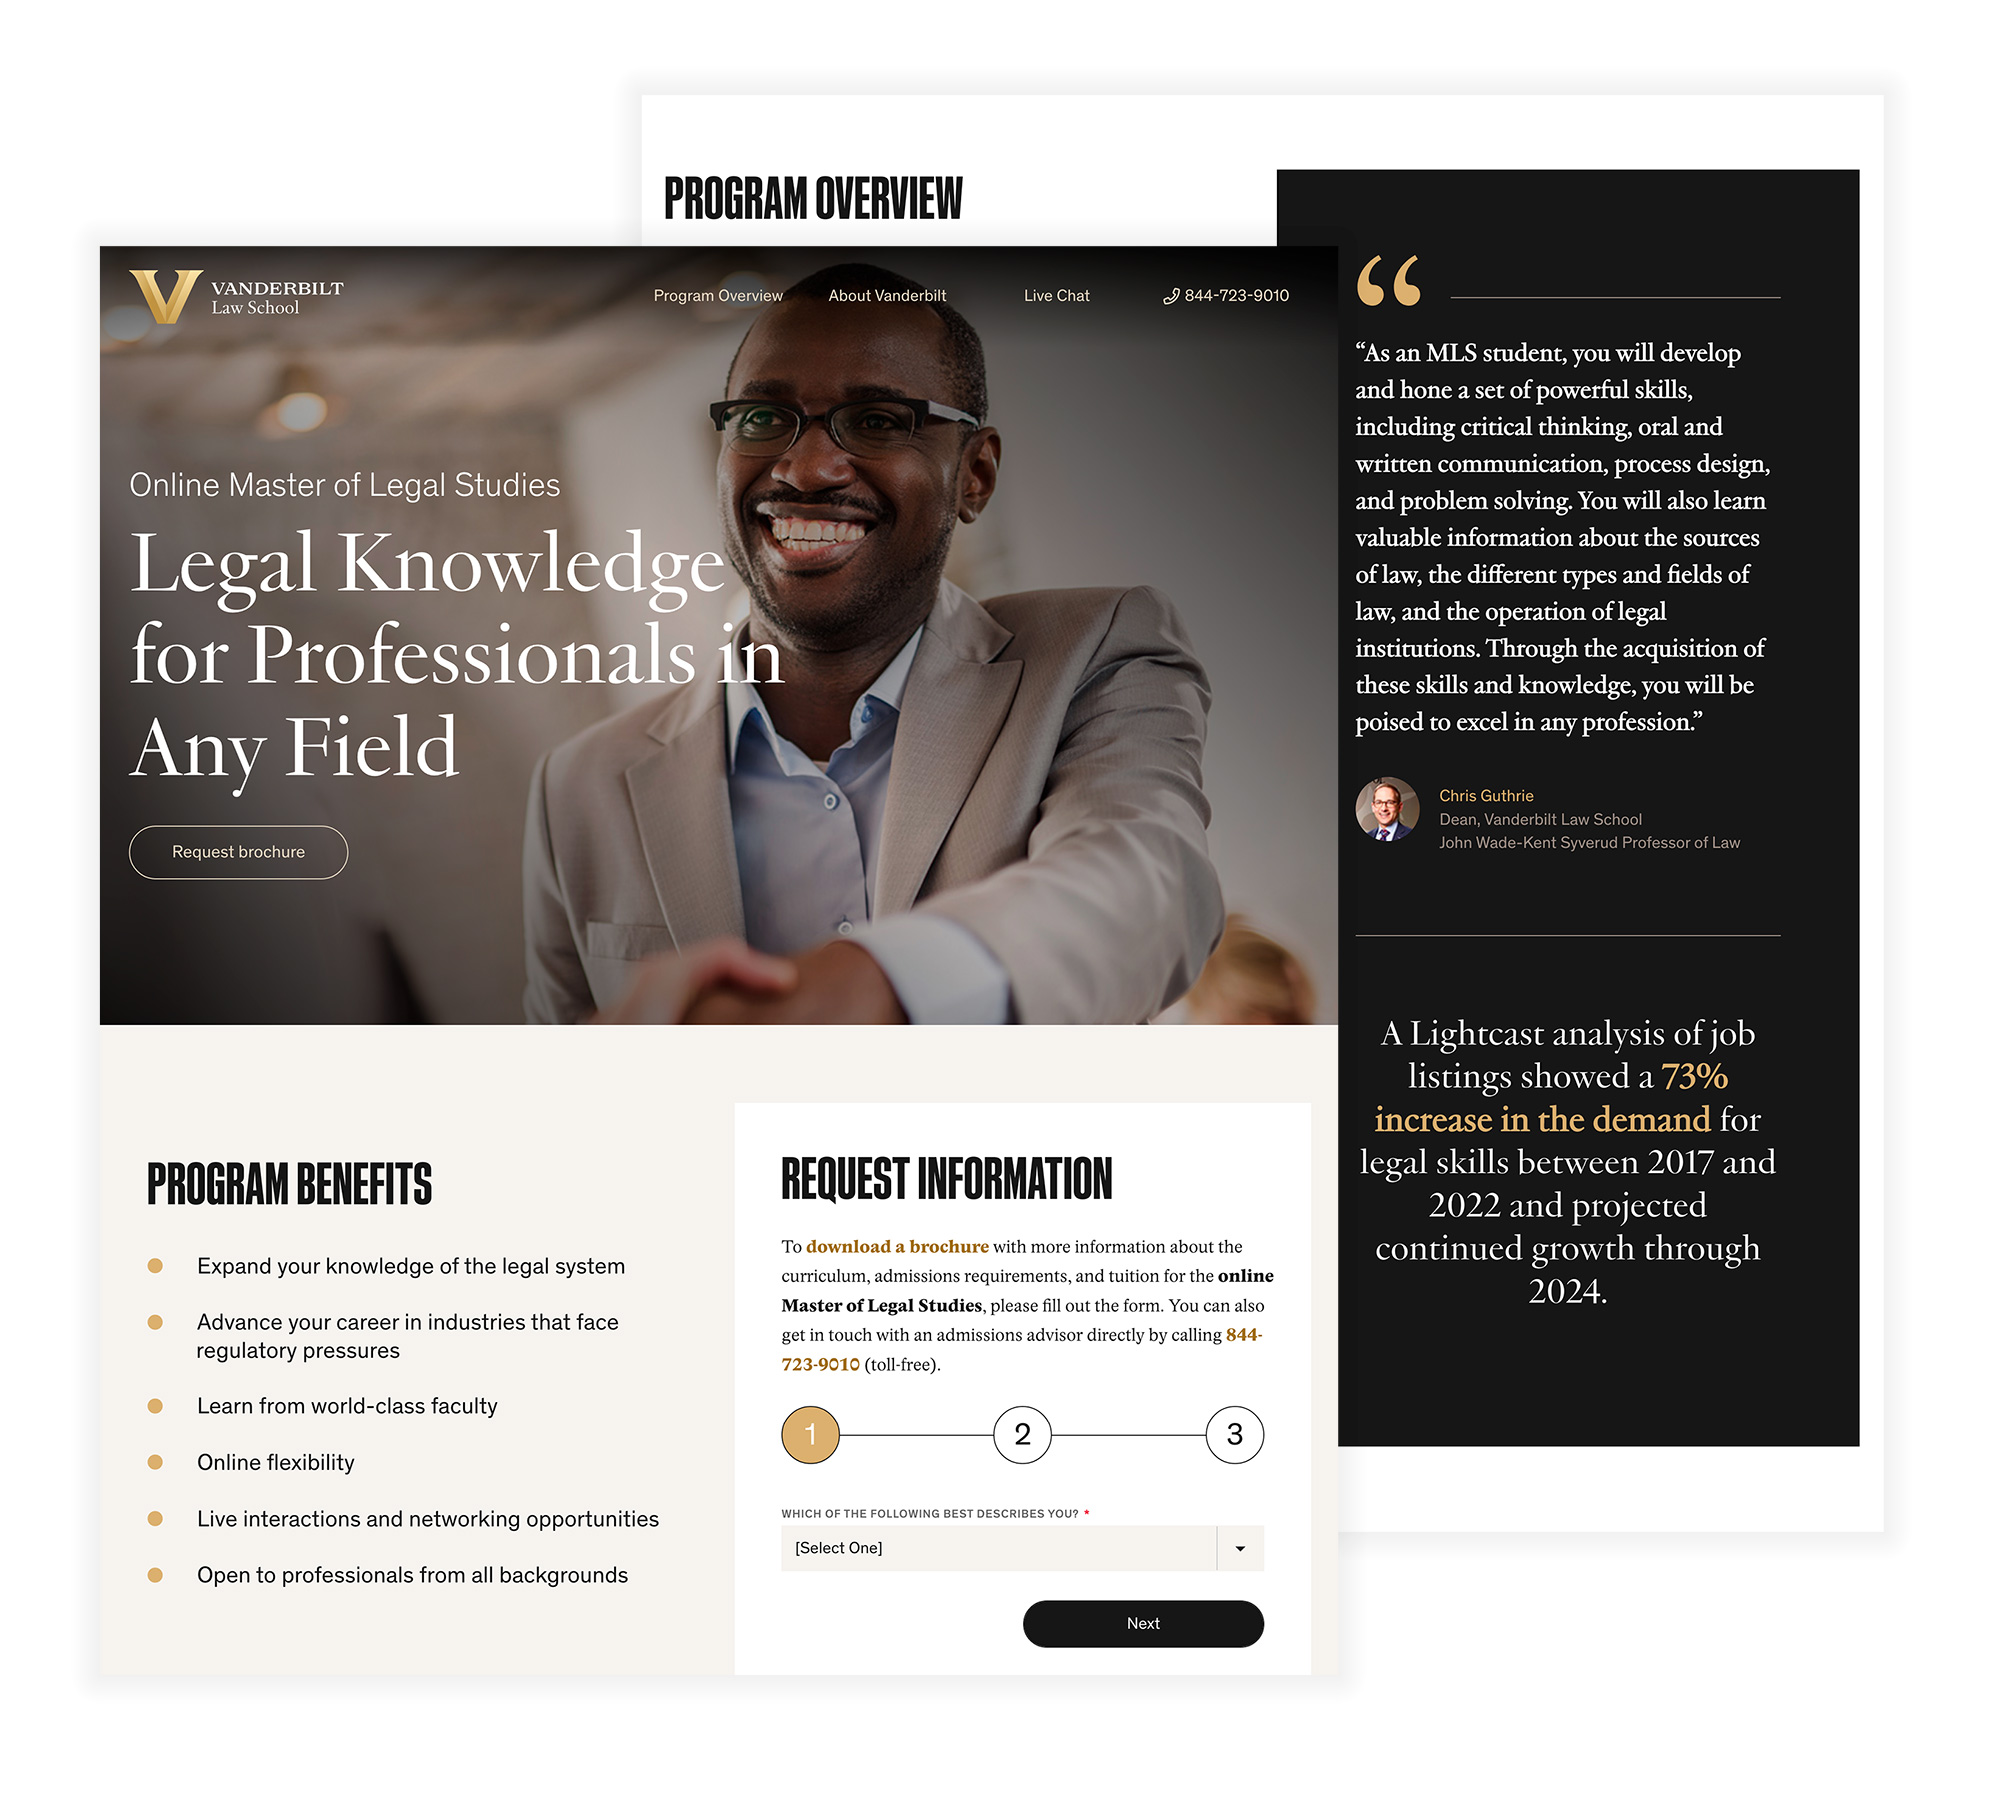 PROGRAM OVERVIEW
VANDERBILT
Law School
Program Overview
About Vanderbilt
Live Chat
844-723-9010
Online Master of Legal Studies
Legal Knowledge
for Professionals in
Any Field
Request brochure
PROGRAM BENEFITS
Expand your knowledge of the legal system
Advance your career in industries that face
regulatory pressures
Learn from world-class faculty
Online flexibility
Live interactions and networking opportunities
Open to professionals from all backgrounds
REQUEST INFORMATION
To download a brochure with more information about the
curriculum, admissions requirements, and tuition for the online
Master of Legal Studies, please fill out the form. You can also
get in touch with an admissions advisor directly by calling 844-
723-9010 (toll-free).
1
2
3
WHICH OF THE FOLLOWING BEST DESCRIBES YOU? *
[Select One]
Next
“As an MLS student, you will develop
and hone a set of powerful skills,
including critical thinking, oral and
written communication, process design,
and problem solving. You will also learn
valuable information about the sources
of law, the different types and fields of
law, and the operation of legal
institutions. Through the acquisition of
these skills and knowledge, you will be
poised to excel in any profession.”
Chris Guthrie
Dean, Vanderbilt Law School
John Wade-Kent Syverud Professor of Law
A Lightcast analysis of job
listings showed a 73%
increase in the demand for
legal skills between 2017 and
2022 and projected
continued growth through
2024.